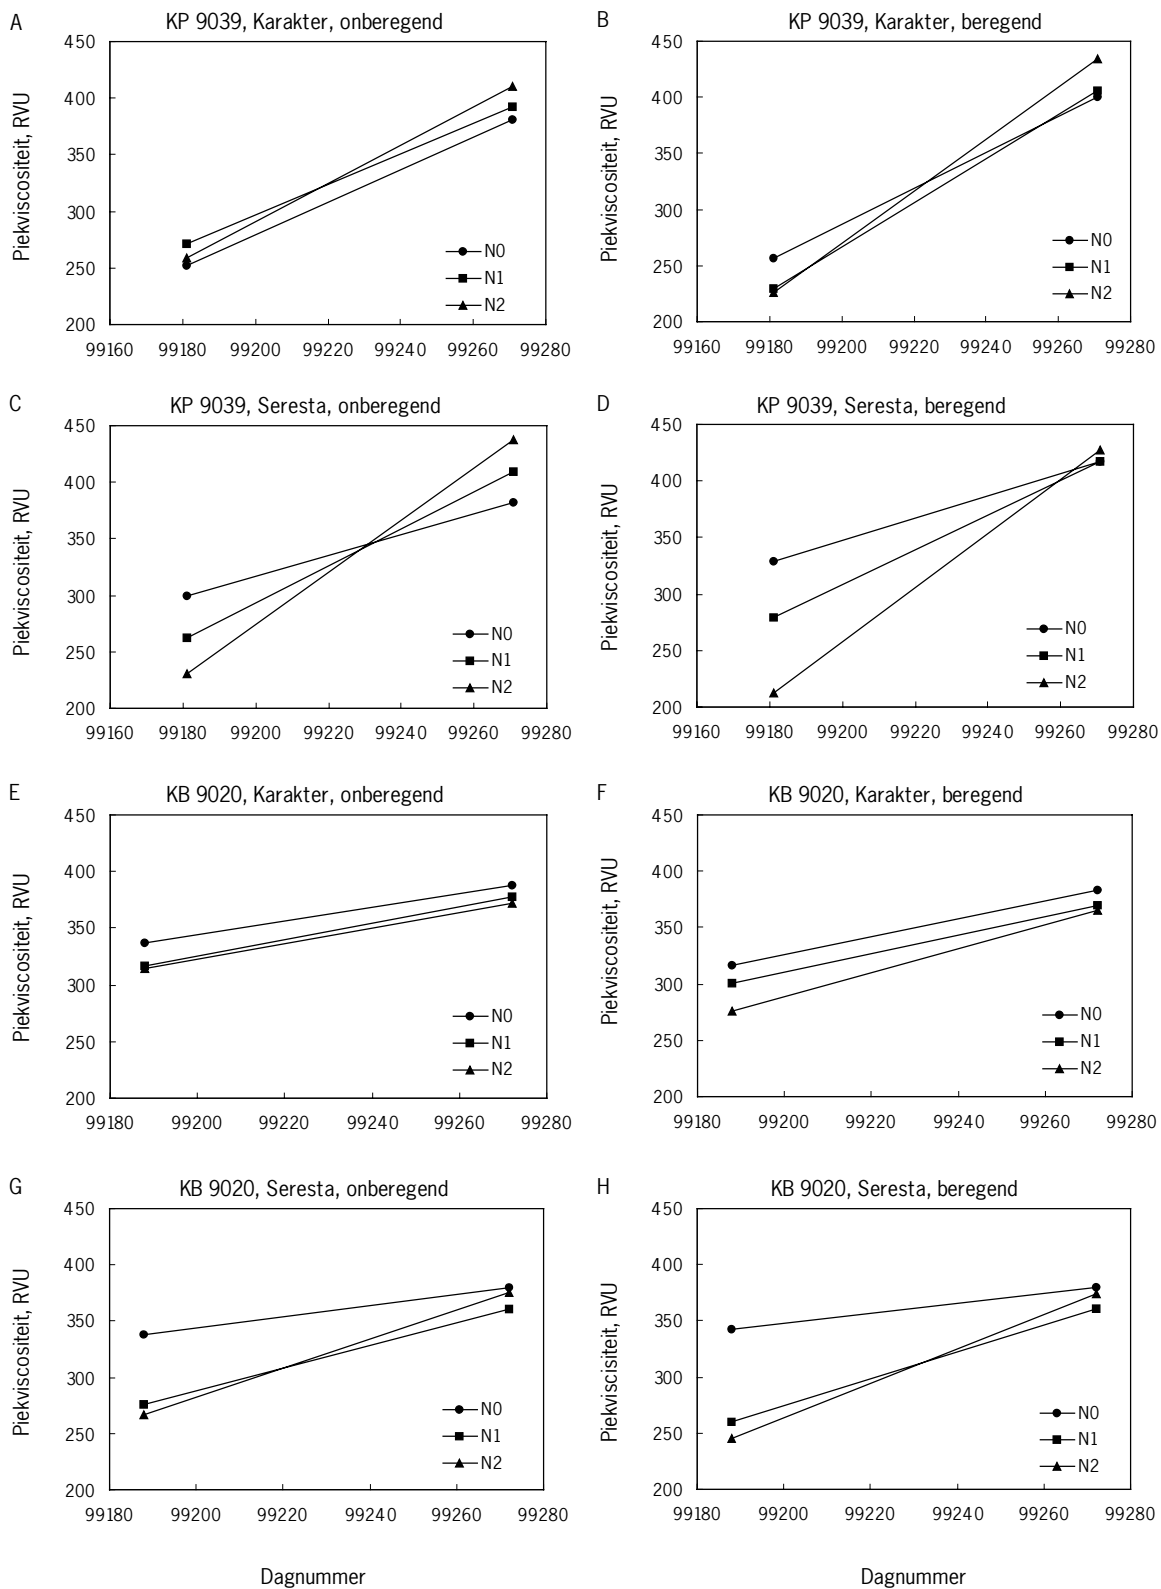 A
KP 9039, Karakter, onberegend
450
400
350
300
250
200
Piekviscositeit, RVU
N0
N1
N2
99160 99180 99200 99220 99240 99260 99280
B
KP 9039, Karakter, beregend
450
400
350
300
250
200
Piekviscositeit, RVU
N0
N1
N2
99160 99180 99200 99220 99240 99260 99280
C
KP 9039, Seresta, onberegend
450
400
350
300
250
200
Piekviscositeit, RVU
N0
N1
N2
99160 99180 99200 99220 99240 99260 99280
D
KP 9039, Seresta, beregend
450
400
350
300
250
200
Piekviscositeit, RVU
N0
N1
N2
99160 99180 99200 99220 99240 99260 99280
E
KB 9020, Karakter, onberegend
450
400
350
300
250
200
Piekviscositeit, RVU
N0
N1
N2
99180 99200 99220 99240 99260 99280
F
KB 9020, Karakter, beregend
450
400
350
300
250
200
Piekviscositeit, RVU
N0
N1
N2
99180 99200 99220 99240 99260 99280
G
KB 9020, Seresta, onberegend
450
400
350
300
250
200
Piekviscositeit, RVU
N0
N1
N2
99180 99200 99220 99240 99260 99280
Dagnummer
H
KB 9020, Seresta, beregend
450
400
350
300
250
200
Piekviscisiteit, RVU
N0
N1
N2
99180 99200 99220 99240 99260 99280
Dagnummer